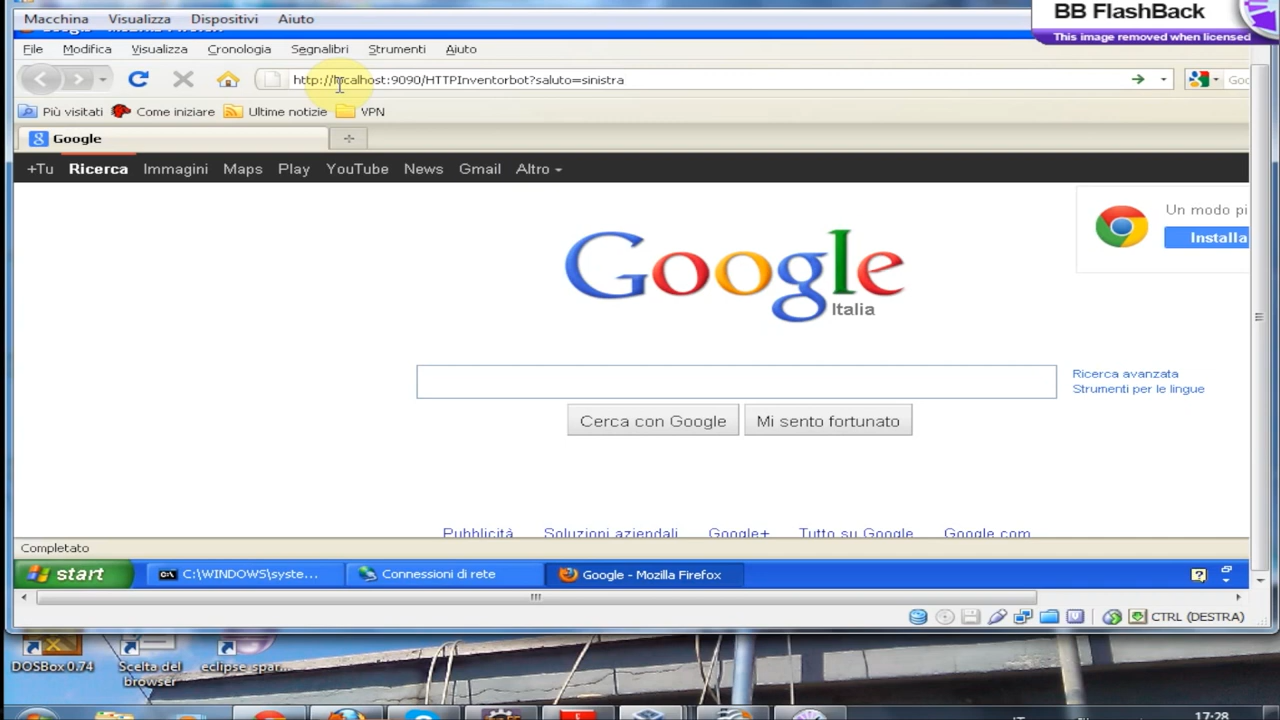 BB FlashBack
This image removed when licensed
Macchina Visualizza Dispositivi Aiuto
File Modifica Visualizza Cronologia Segnalibri Strumenti Aiuto
http://localhost:9090/HTTPInventorbot?saluto=sinistra
Più visitati Come iniziare Ultime notizie VPN
Google
+Tu Ricerca Immagini Maps Play YouTube News Gmail Altro
Un modo pi
Installa
Google
Italia
Ricerca avanzata
Strumenti per le lingue
Cerca con Google Mi sento fortunato
Pubblicità Soluzioni aziendali Google+ Tutto su Google Google.com
Completato
start C:\WINDOWS\syste... Connessioni di rete Google - Mozilla Firefox
CTRL (DESTRA)
DOSBox 0.74 Scelta del browser eclipse spar...
17:28